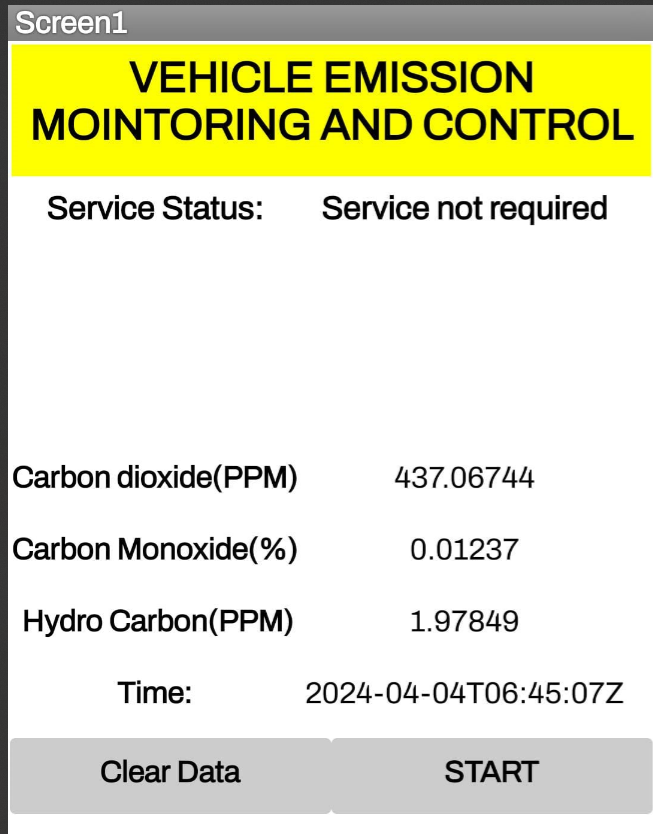 Screen1
VEHICLE EMISSION
MOINTORING AND CONTROL
Service Status: Service not required
Carbon dioxide(PPM) 437.06744
Carbon Monoxide(%) 0.01237
Hydro Carbon(PPM) 1.97849
Time: 2024-04-04T06:45:07Z
Clear Data START